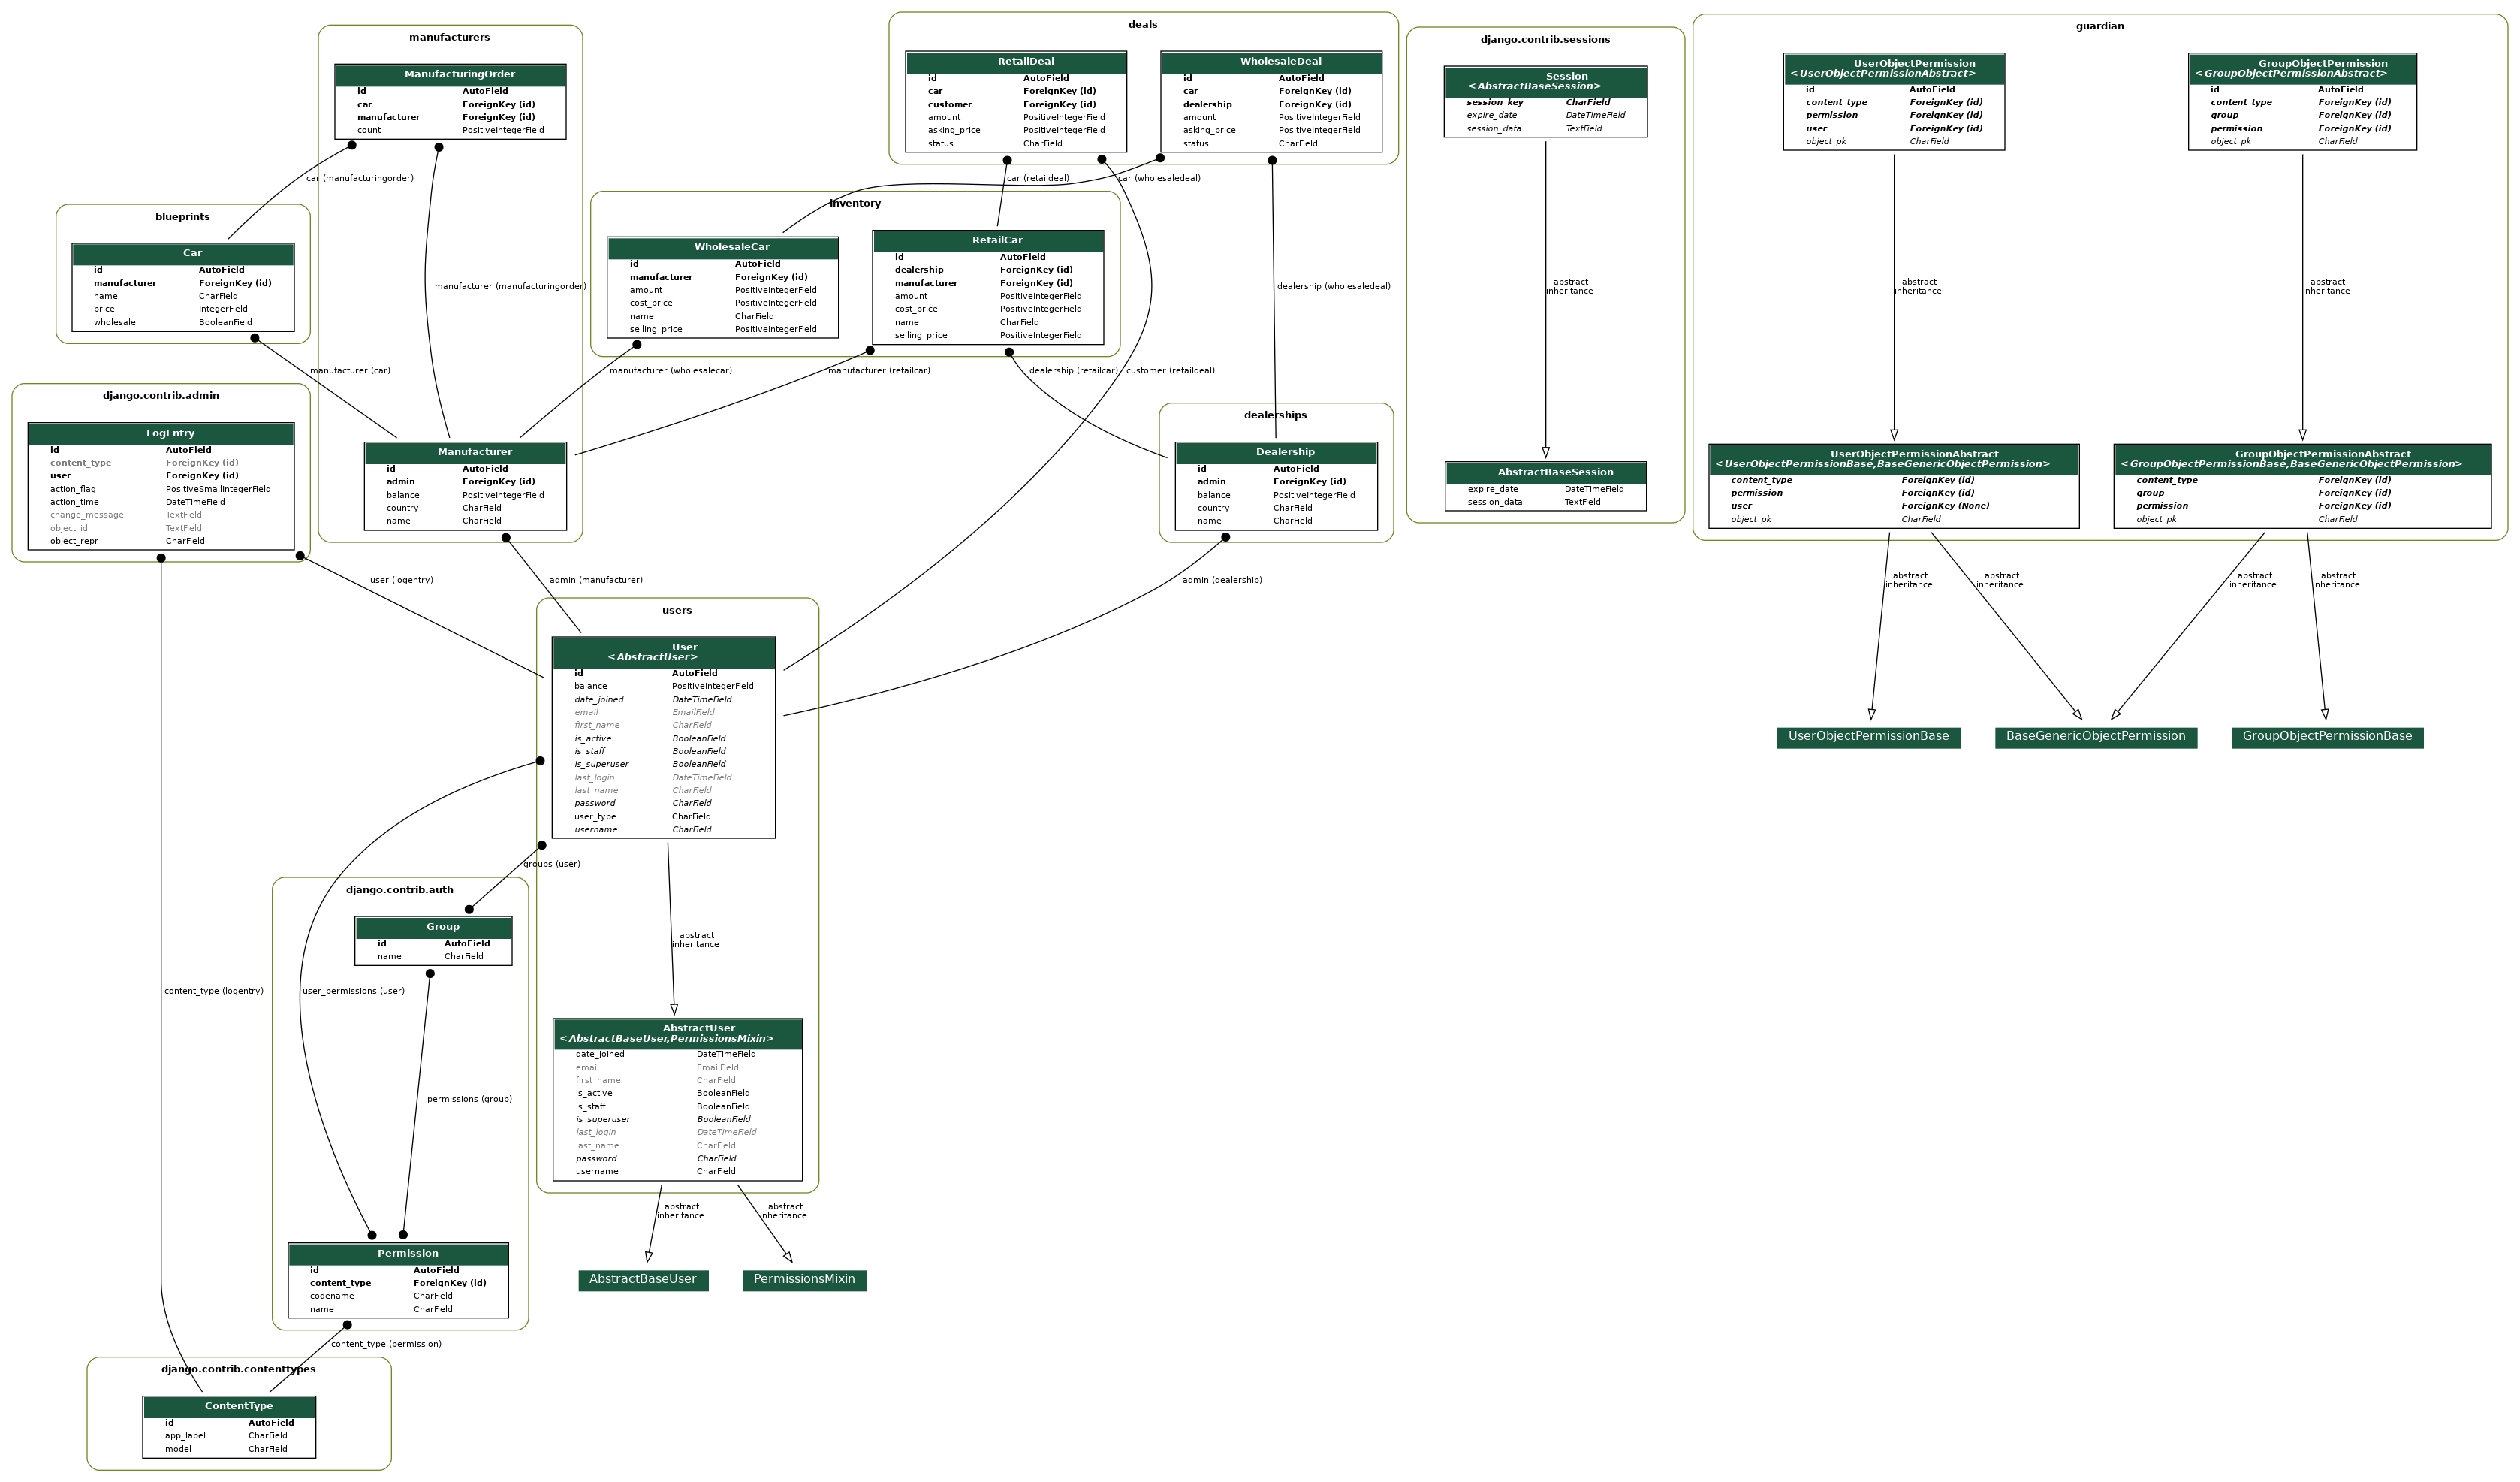 manufacturers
ManufacturingOrder
id AutoField
car ForeignKey (id)
manufacturer ForeignKey (id)
count PositiveIntegerField
deals
RetailDeal
id AutoField
car ForeignKey (id)
customer ForeignKey (id)
amount PositiveIntegerField
asking_price PositiveIntegerField
status CharField
WholesaleDeal
id AutoField
car ForeignKey (id)
dealership ForeignKey (id)
amount PositiveIntegerField
asking_price PositiveIntegerField
status CharField
django.contrib.sessions
Session
<AbstractBaseSession>
session_key CharField
expire_date DateTimeField
session_data TextField
guardian
UserObjectPermission
<UserObjectPermissionAbstract>
id AutoField
content_type ForeignKey (id)
permission ForeignKey (id)
user ForeignKey (id)
object_pk CharField
GroupObjectPermission
<GroupObjectPermissionAbstract>
id AutoField
content_type ForeignKey (id)
group ForeignKey (id)
permission ForeignKey (id)
object_pk CharField
car (manufacturingorder)
car (retaildeal)
car (wholesaledeal)
blueprints
Car
id AutoField
manufacturer ForeignKey (id)
name CharField
price IntegerField
wholesale BooleanField
manufacturer (manufacturingorder)
inventory
WholesaleCar
id AutoField
manufacturer ForeignKey (id)
amount PositiveIntegerField
cost_price PositiveIntegerField
name CharField
selling_price PositiveIntegerField
RetailCar
id AutoField
dealership ForeignKey (id)
manufacturer ForeignKey (id)
amount PositiveIntegerField
cost_price PositiveIntegerField
name CharField
selling_price PositiveIntegerField
dealership (wholesaledeal)
abstract
inheritance
abstract
inheritance
abstract
inheritance
manufacturer (car)
manufacturer (wholesalecar)
manufacturer (retailcar)
dealership (retailcar)
customer (retaildeal)
django.contrib.admin
LogEntry
id AutoField
content_type ForeignKey (id)
user ForeignKey (id)
action_flag PositiveSmallIntegerField
action_time DateTimeField
change_message TextField
object_id TextField
object_repr CharField
Manufacturer
id AutoField
admin ForeignKey (id)
balance PositiveIntegerField
country CharField
name CharField
dealerships
Dealership
id AutoField
admin ForeignKey (id)
balance PositiveIntegerField
country CharField
name CharField
AbstractBaseSession
expire_date DateTimeField
session_data TextField
UserObjectPermissionAbstract
<UserObjectPermissionBase,BaseGenericObjectPermission>
content_type ForeignKey (id)
permission ForeignKey (id)
user ForeignKey (None)
object_pk CharField
GroupObjectPermissionAbstract
<GroupObjectPermissionBase,BaseGenericObjectPermission>
content_type ForeignKey (id)
group ForeignKey (id)
permission ForeignKey (id)
object_pk CharField
user (logentry)
admin (manufacturer)
admin (dealership)
abstract
inheritance
abstract
inheritance
abstract
inheritance
abstract
inheritance
users
User
<AbstractUser>
id AutoField
balance PositiveIntegerField
date_joined DateTimeField
email EmailField
first_name CharField
is_active BooleanField
is_staff BooleanField
is_superuser BooleanField
last_login DateTimeField
last_name CharField
password CharField
user_type CharField
username CharField
UserObjectPermissionBase
BaseGenericObjectPermission
GroupObjectPermissionBase
groups (user)
django.contrib.auth
Group
id AutoField
name CharField
abstract
inheritance
content_type (logentry)
user_permissions (user)
permissions (group)
AbstractUser
<AbstractBaseUser,PermissionsMixin>
date_joined DateTimeField
email EmailField
first_name CharField
is_active BooleanField
is_staff BooleanField
is_superuser BooleanField
last_login DateTimeField
last_name CharField
password CharField
username CharField
abstract
inheritance
abstract
inheritance
Permission
id AutoField
content_type ForeignKey (id)
codename CharField
name CharField
AbstractBaseUser
PermissionsMixin
content_type (permission)
django.contrib.contenttypes
ContentType
id AutoField
app_label CharField
model CharField